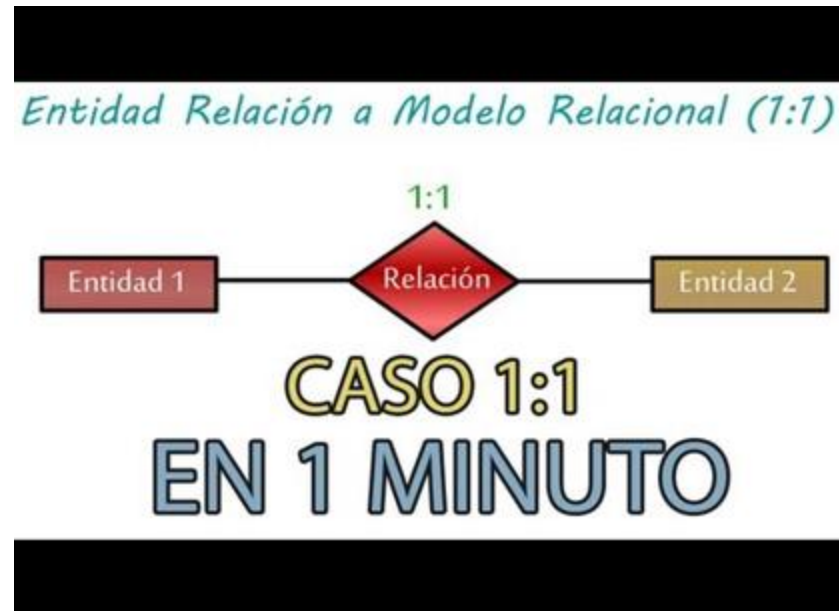 Entidad Relación a Modelo Relacional (1:1)
1:1
Entidad 1
Relación
Entidad 2
CASO 1:1
EN 1 MINUTO